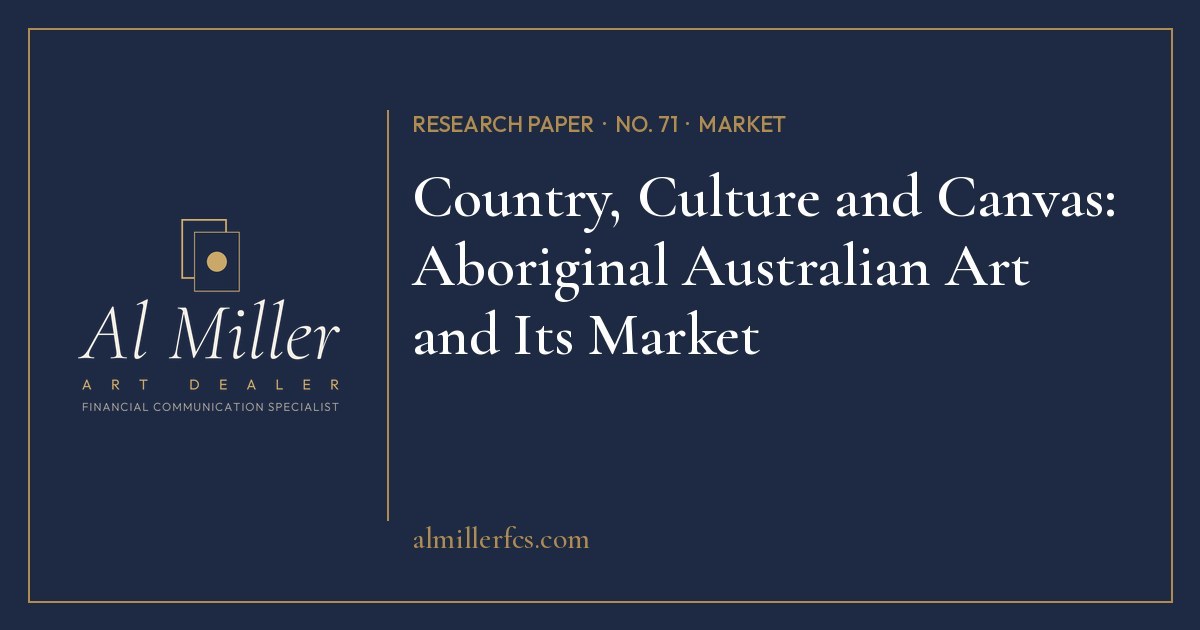 Al Miller
ART DEALER
FINANCIAL COMMUNICATION SPECIALIST
RESEARCH PAPER · NO. 71 · MARKET
Country, Culture and Canvas:
Aboriginal Australian Art
and Its Market
almillerfcs.com